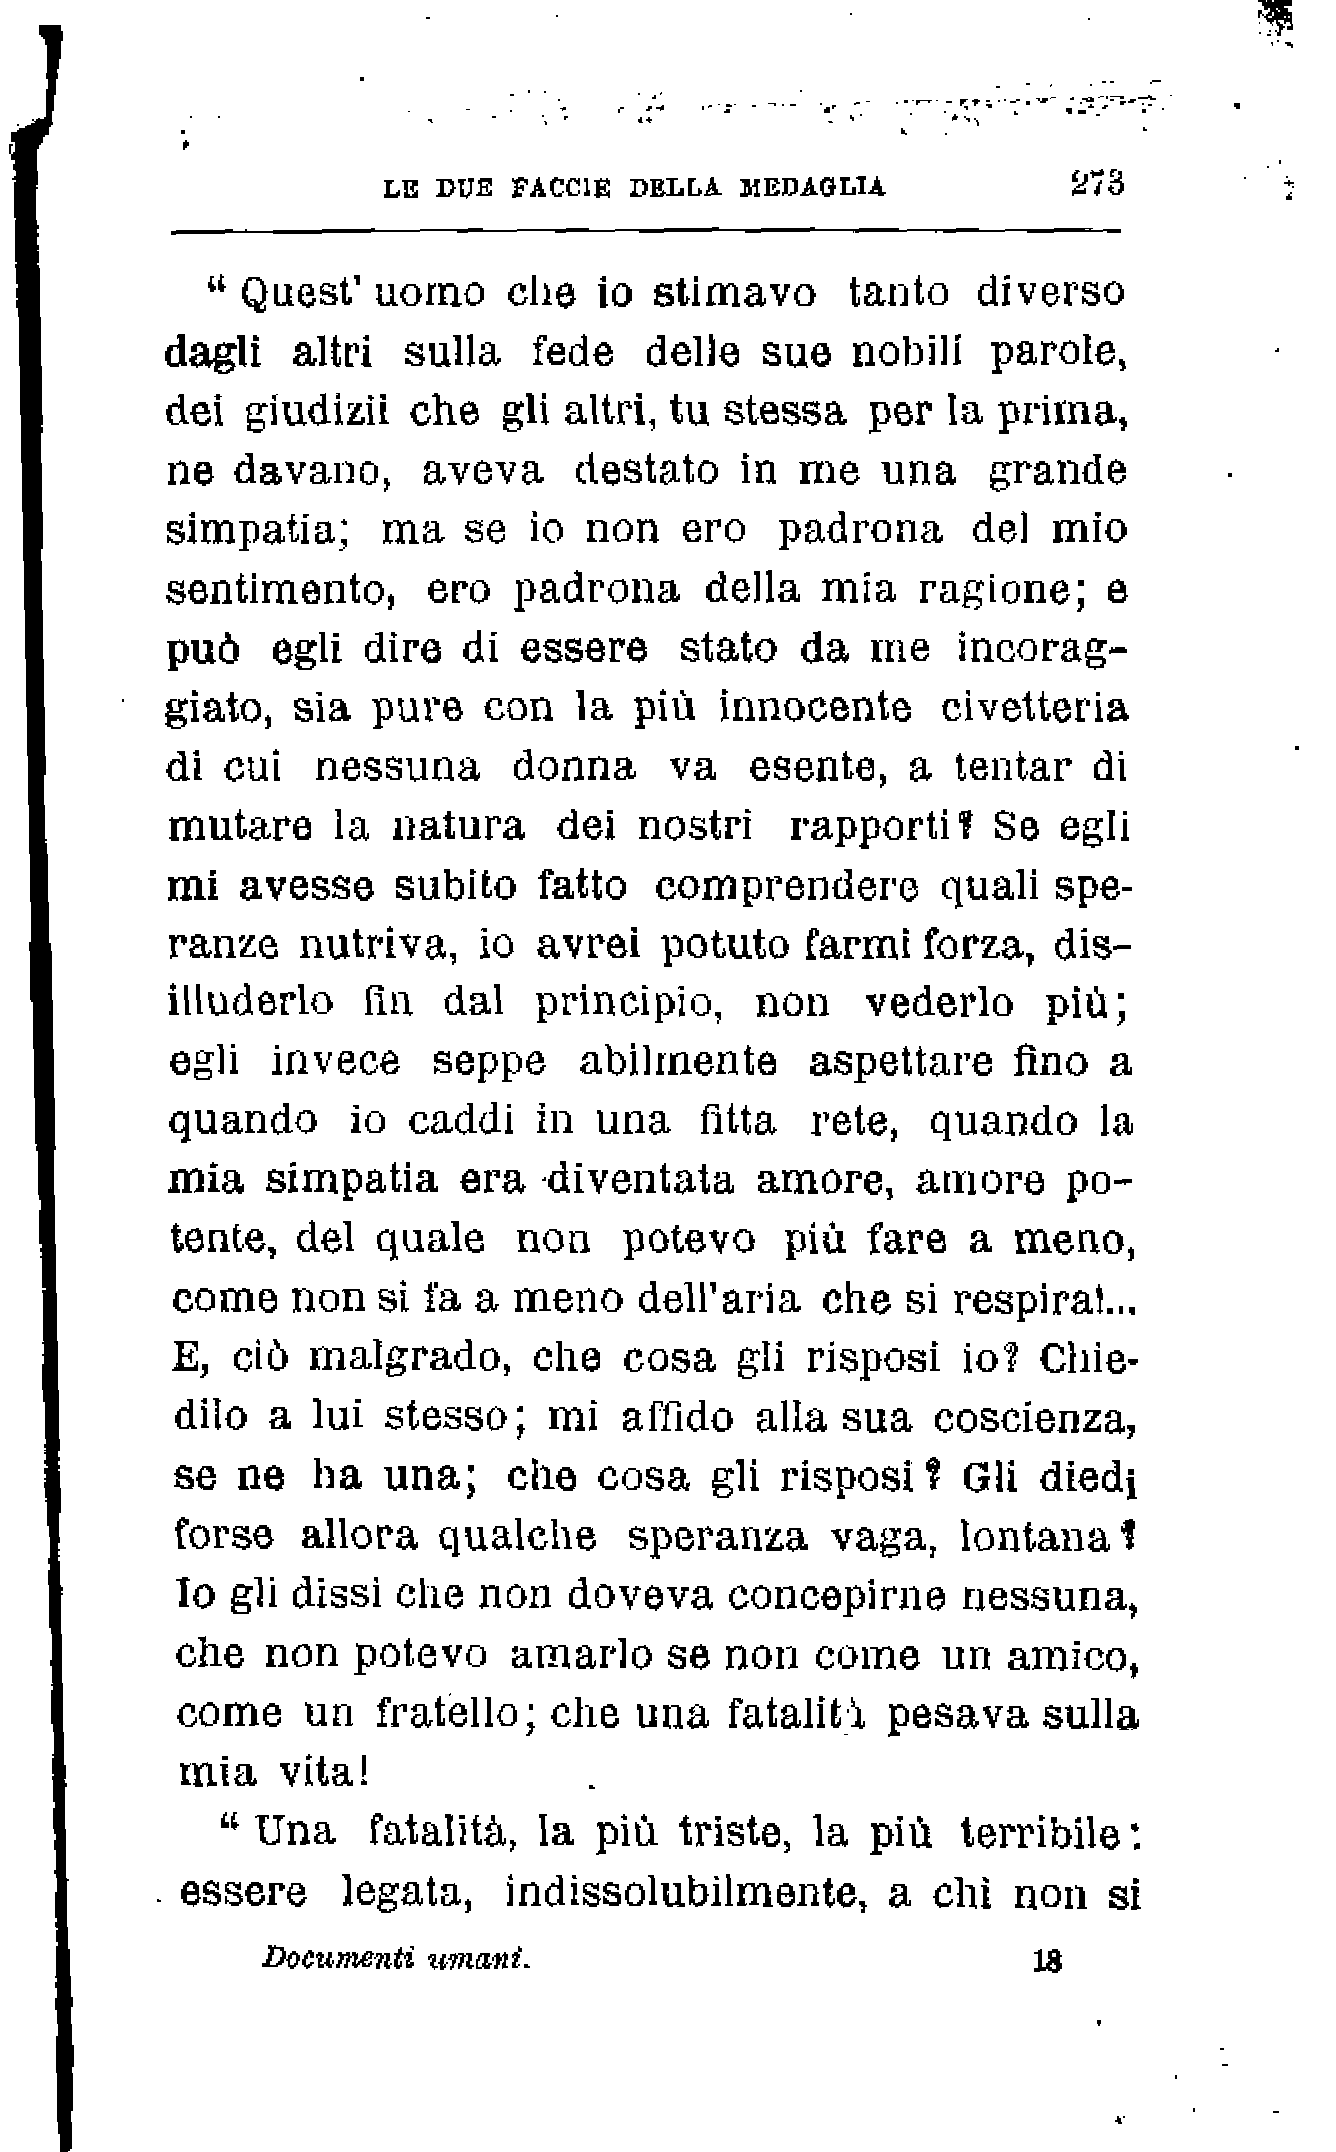 LE DUE FACCIE DELLA MEDAGLIA 273
“ Quest' uomo che io stimavo tanto diverso
dagli altri sulla fede delle sue nobili parole,
dei giudizii che gli altri, tu stessa per la prima,
ne davano, aveva destato in me una grande
simpatia; ma se io non ero padrona del mio
sentimento, ero padrona della mia ragione; e
può egli dire di essere stato da me incorag-
giato, sia pure con la più innocente civetteria
di cui nessuna donna va esente, a tentar di
mutare la natura dei nostri rapporti? Se egli
mi avesse subito fatto comprendere quali spe-
ranze nutriva, io avrei potuto farmi forza, dis-
illuderlo fin dal principio, non vederlo più;
egli invece seppe abilmente aspettare fino a
quando io caddi in una fitta rete, quando la
mia simpatia era diventata amore, amore po-
tente, del quale non potevo più fare a meno,
come non si fa a meno dell'aria che si respira!...
E, ciò malgrado, che cosa gli risposi io? Chie-
dilo a lui stesso; mi affido alla sua coscienza,
se ne ha una; che cosa gli risposi? Gli diedi
forse allora qualche speranza vaga, lontana?
Io gli dissi che non doveva concepirne nessuna,
che non potevo amarlo se non come un amico,
come un fratello; che una fatalità pesava sulla
mia vita!
“ Una fatalità, la più triste, la più terribile:
essere legata, indissolubilmente, a chi non si
Documenti umani. 18